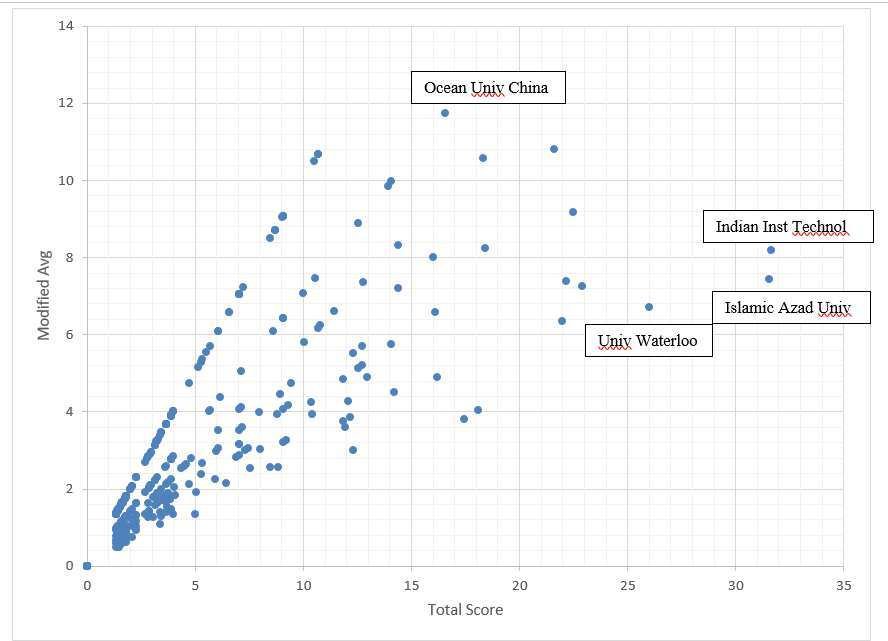 14
Ocean Univ China
12
10
Indian Inst Technol
8
Islamic Azad Univ
Univ Waterloo
6
4
2
0
Modified Avg
0 5 10 15 20 25 30 35
Total Score